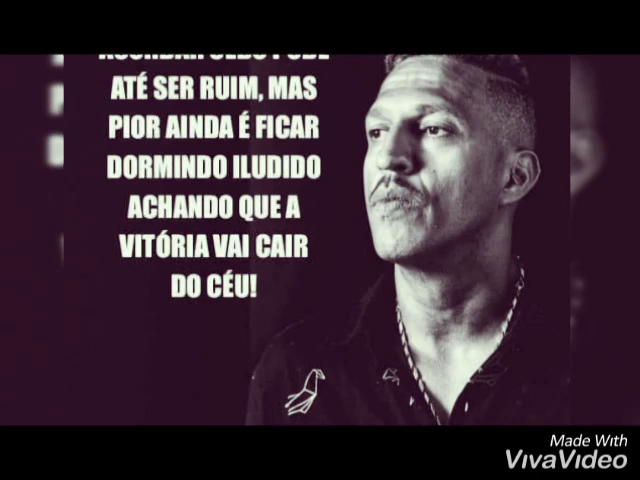 ATÉ SER RUIM, MAS
PIOR AINDA É FICAR
DORMINDO ILUDIDO
ACHANDO QUE A
VITÓRIA VAI CAIR
DO CÉU!
Made With
VivaVideo